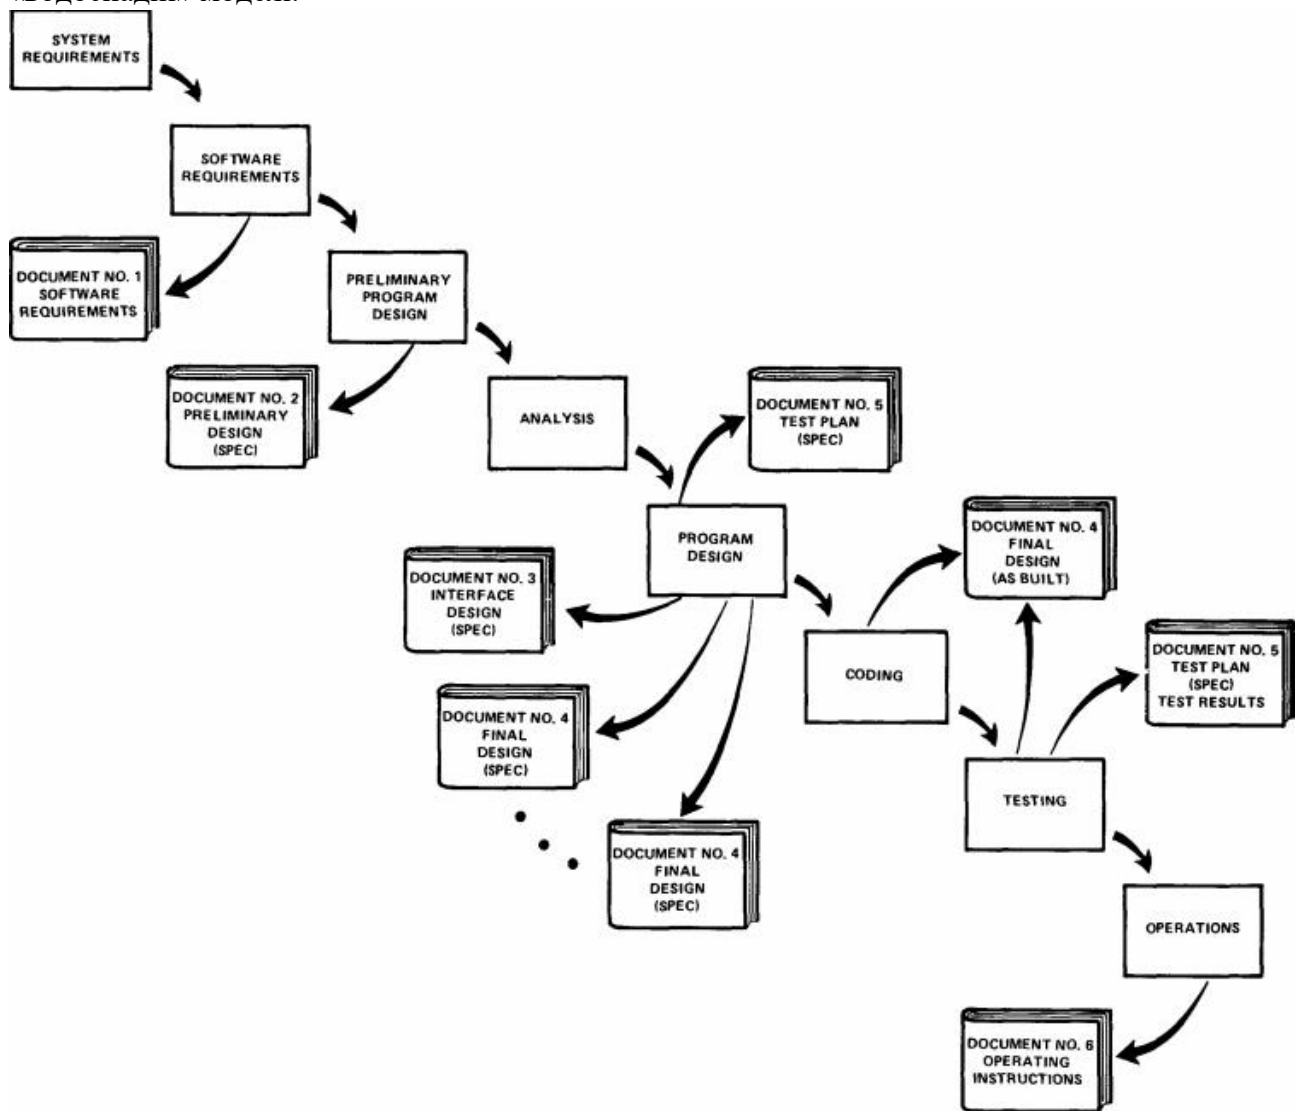 SYSTEM
REQUIREMENTS
SOFTWARE
REQUIREMENTS
DOCUMENT NO. 1
SOFTWARE
REQUIREMENTS
PRELIMINARY
PROGRAM
DESIGN
DOCUMENT NO. 2
PRELIMINARY
DESIGN
(SPEC)
ANALYSIS
DOCUMENT NO. 5
TEST PLAN
(SPEC)
PROGRAM
DESIGN
DOCUMENT NO. 3
INTERFACE
DESIGN
(SPEC)
DOCUMENT NO. 4
FINAL
DESIGN
(AS BUILT)
CODING
DOCUMENT NO. 5
TEST PLAN
(SPEC)
TEST RESULTS
DOCUMENT NO. 4
FINAL
DESIGN
(SPEC)
TESTING
DOCUMENT NO. 4
FINAL
DESIGN
(SPEC)
OPERATIONS
DOCUMENT NO. 6
OPERATING
INSTRUCTIONS